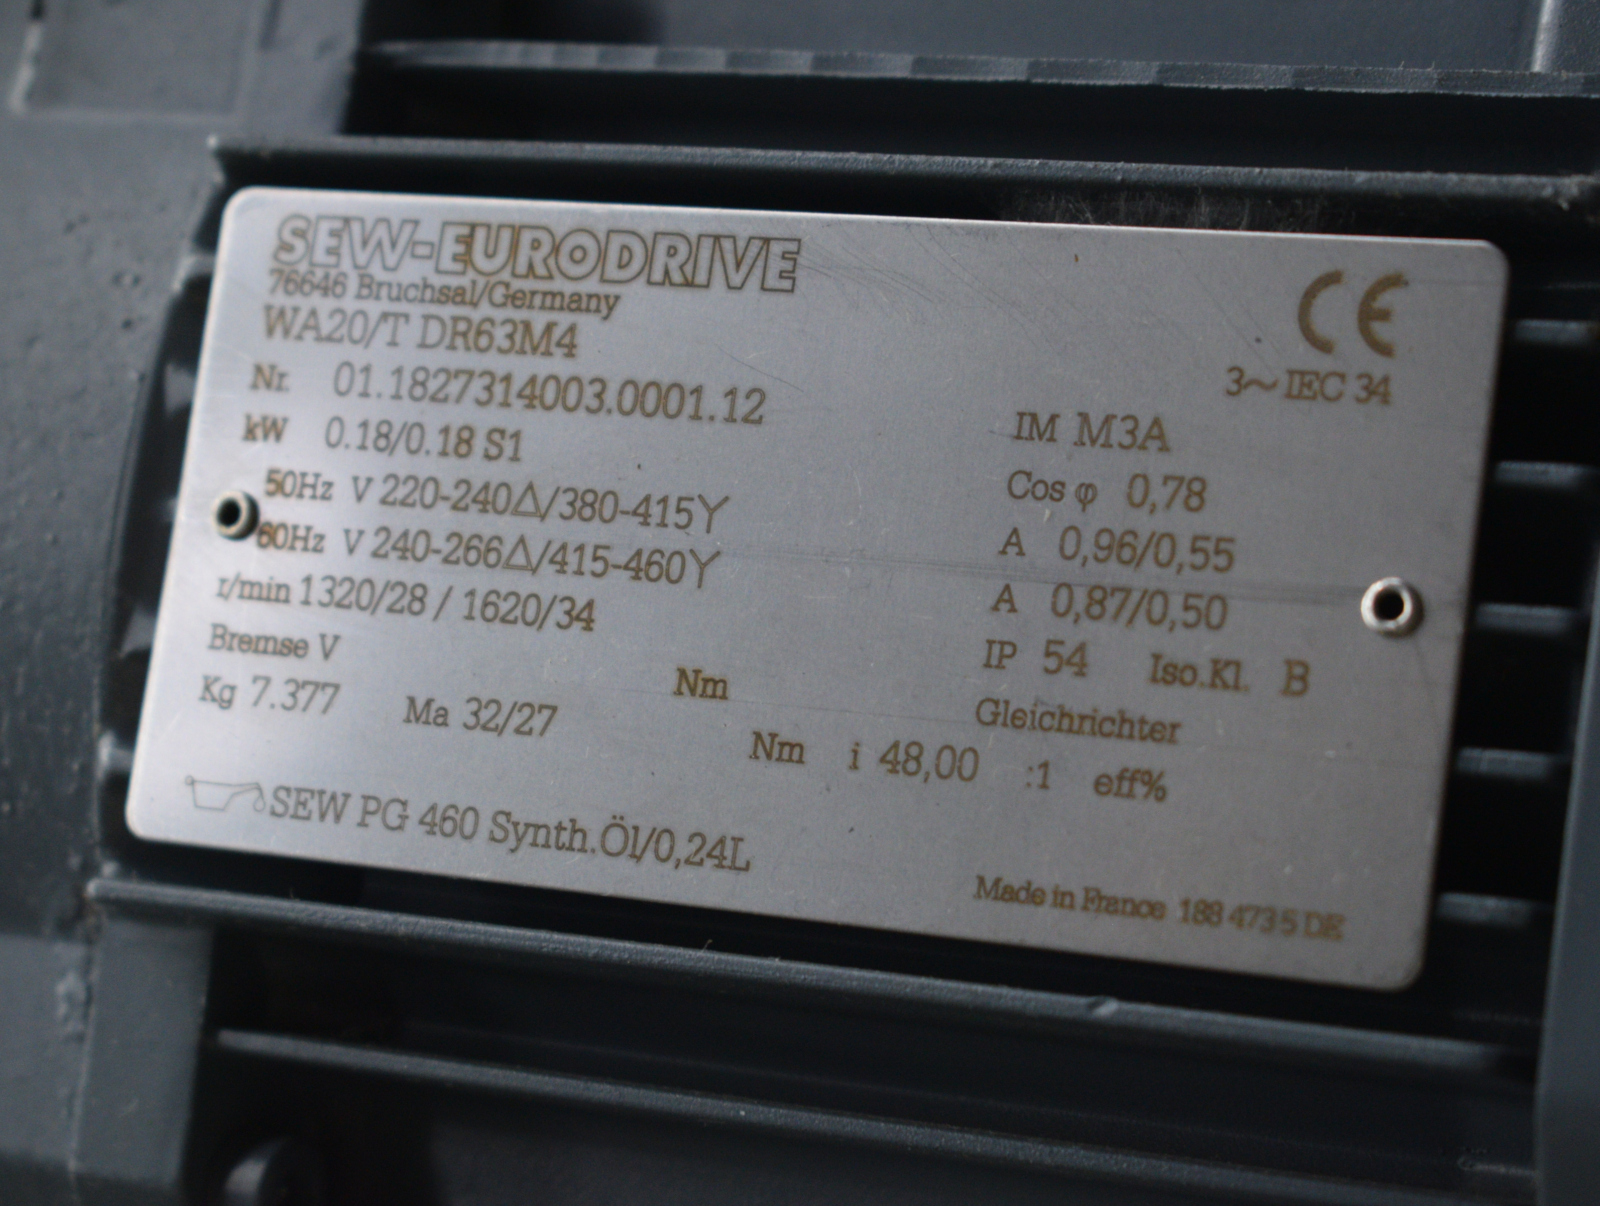 SEW-EURODRIVE
76646 Bruchsal/Germany
WA20/T DR63M4
CE
3~ IEC 34
Nr. 01.1827314003.0001.12
kW 0.18/0.18 S1
IM M3A
50Hz V 220-240Δ/380-415Y
Cos φ 0,78
60Hz V 240-266Δ/415-460Y
A 0,96/0,55
r/min 1320/28 / 1620/34
A 0,87/0,50
Bremse V
Nm
IP 54 Iso.Kl. B
Kg 7.377 Ma 32/27
Gleichrichter
Nm i 48,00 :1 eff%
SEW PG 460 Synth.Öl/0,24L
Made in France 188 473 5 DE